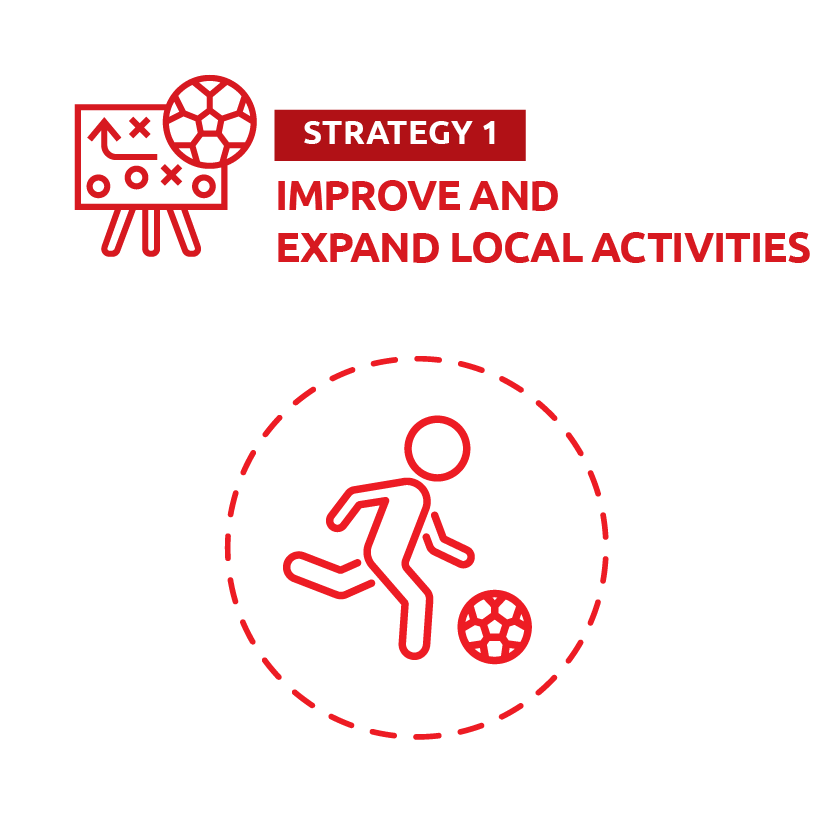 STRATEGY 1
IMPROVE AND
EXPAND LOCAL ACTIVITIES